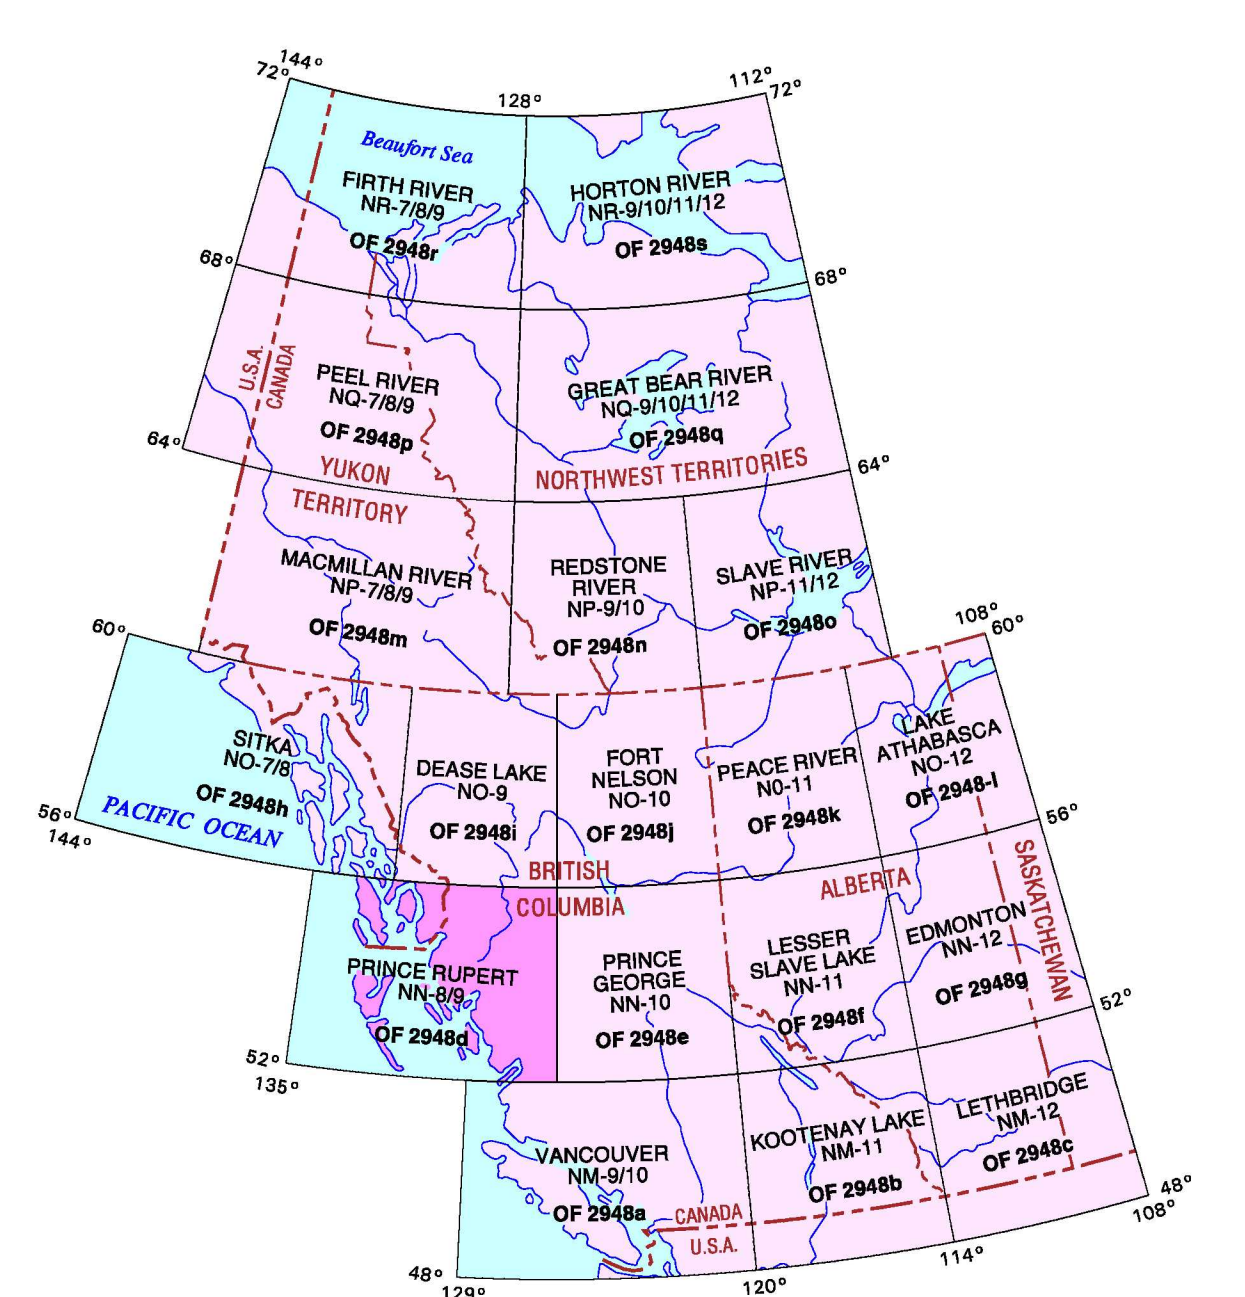 144°
72°
128°
112°
72°
Beaufort Sea
FIRTH RIVER
NR-7/8/9
OF 2948r
HORTON RIVER
NR-9/10/11/12
OF 2948s
68°
68°
U.S.A.
CANADA
PEEL RIVER
NQ-7/8/9
OF 2948p
GREAT BEAR RIVER
NQ-9/10/11/12
OF 2948q
64°
YUKON
TERRITORY
NORTHWEST TERRITORIES
64°
MACMILLAN RIVER
NP-7/8/9
OF 2948m
REDSTONE
RIVER
NP-9/10
OF 2948n
SLAVE RIVER
NP-11/12
OF 2948o
60°
108°
60°
SITKA
NO-7/8
OF 2948h
PACIFIC OCEAN
DEASE LAKE
NO-9
OF 2948i
FORT
NELSON
NO-10
OF 2948j
PEACE RIVER
N0-11
OF 2948k
LAKE
ATHABASCA
NO-12
OF 2948-l
56°
144°
56°
BRITISH
COLUMBIA
ALBERTA
SASKATCHEWAN
PRINCE RUPERT
NN-8/9
OF 2948d
PRINCE
GEORGE
NN-10
OF 2948e
LESSER
SLAVE LAKE
NN-11
OF 2948f
EDMONTON
NN-12
OF 2948g
52°
135°
52°
VANCOUVER
NM-9/10
OF 2948a
KOOTENAY LAKE
NM-11
OF 2948b
LETHBRIDGE
NM-12
OF 2948c
CANADA
U.S.A.
48°
129°
120°
114°
48°
108°